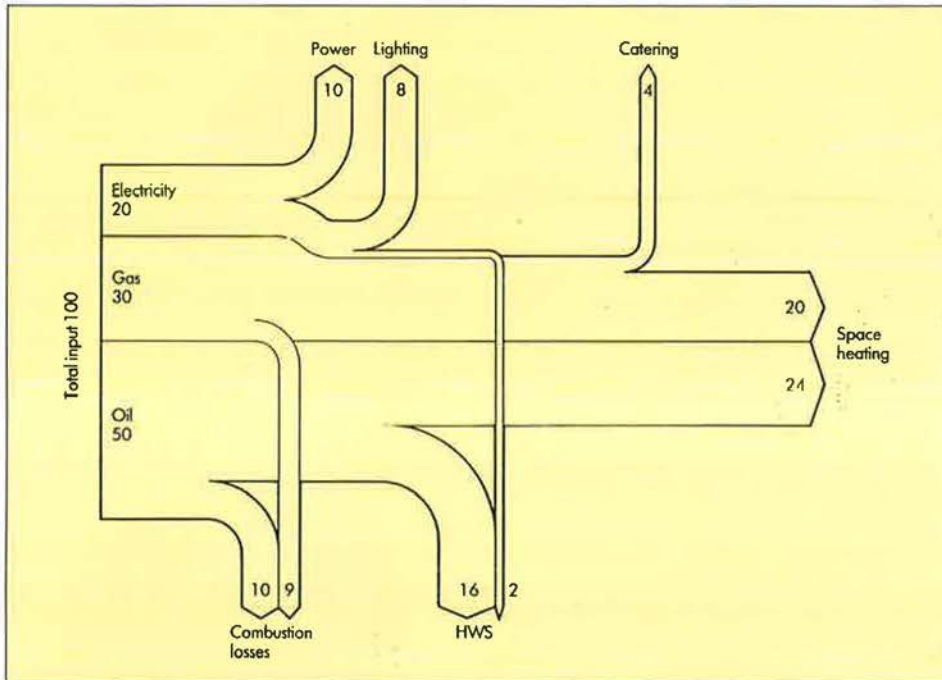 Power
Lighting
Catering
10
8
4
Electricity
20
Gas
30
Total input 100
20
Space
heating
24
Oil
50
10
9
16
2
Combustion
losses
HWS